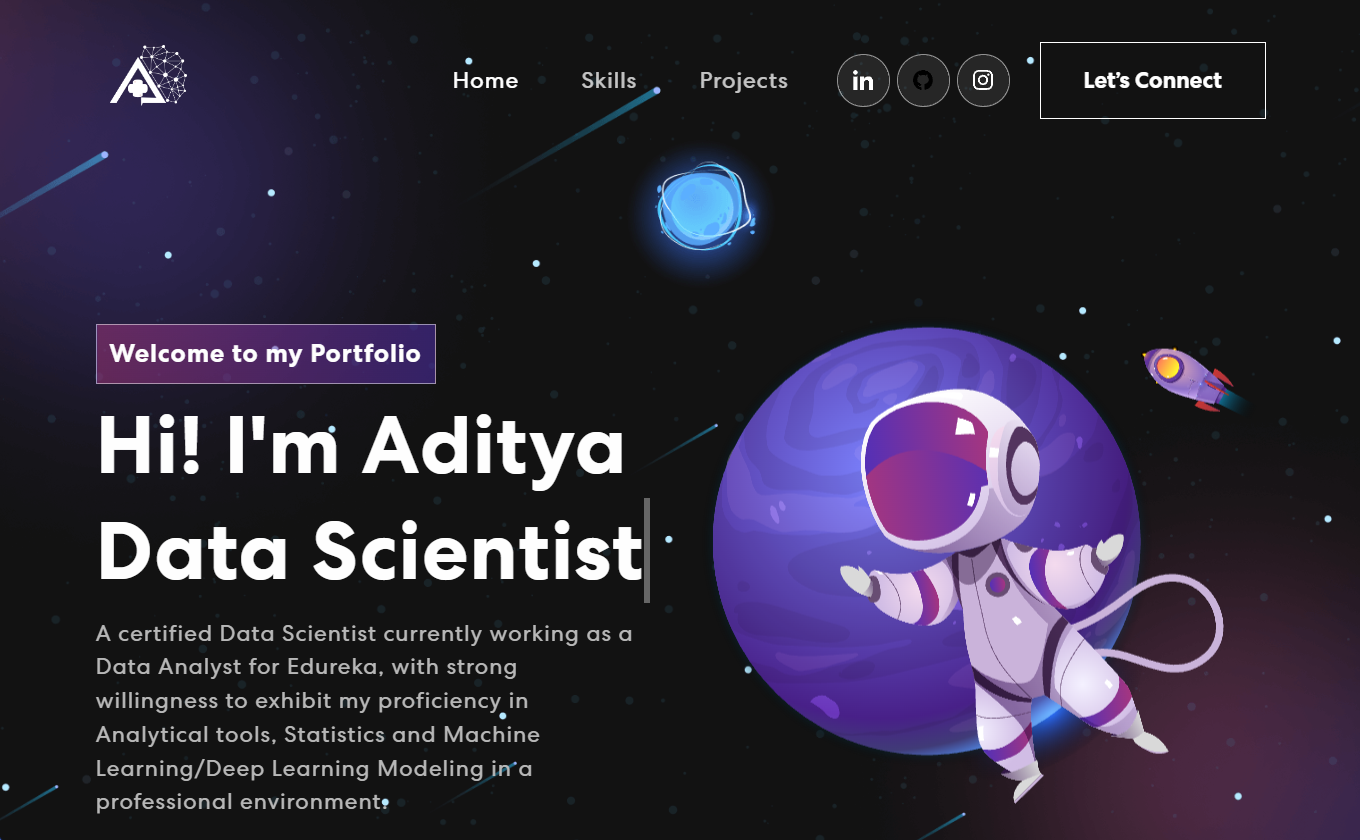 Home Skills Projects Let's Connect
Welcome to my Portfolio
Hi! I'm Aditya
Data Scientist
A certified Data Scientist currently working as a
Data Analyst for Edureka, with strong
willingness to exhibit my proficiency in
Analytical tools, Statistics and Machine
Learning/Deep Learning Modeling in a
professional environment.